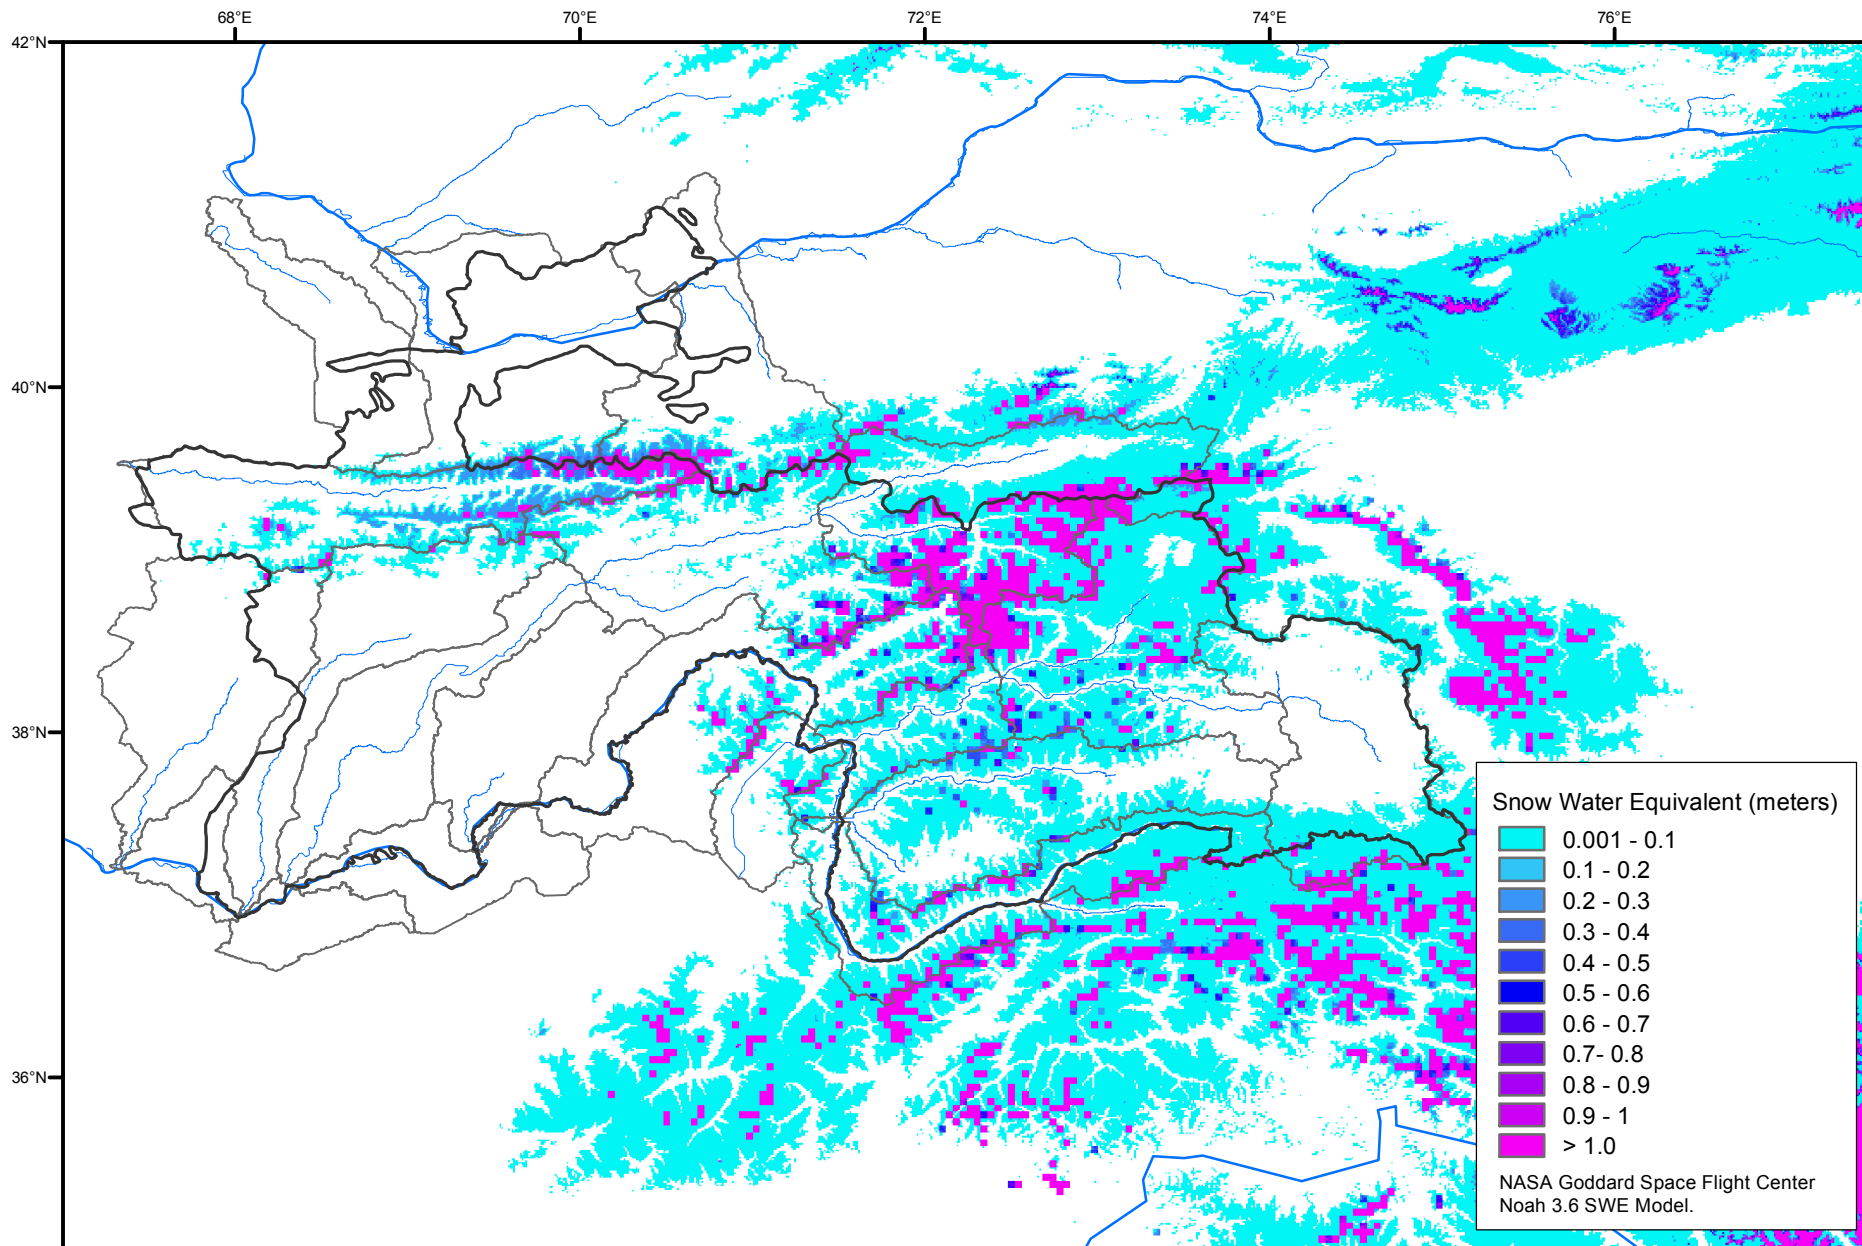 68°E
70°E
72°E
74°E
76°E
42°N
40°N
38°N
36°N
Snow Water Equivalent (meters)
0.001 - 0.1
0.1 - 0.2
0.2 - 0.3
0.3 - 0.4
0.4 - 0.5
0.5 - 0.6
0.6 - 0.7
0.7- 0.8
0.8 - 0.9
0.9 - 1
> 1.0
NASA Goddard Space Flight Center
Noah 3.6 SWE Model.